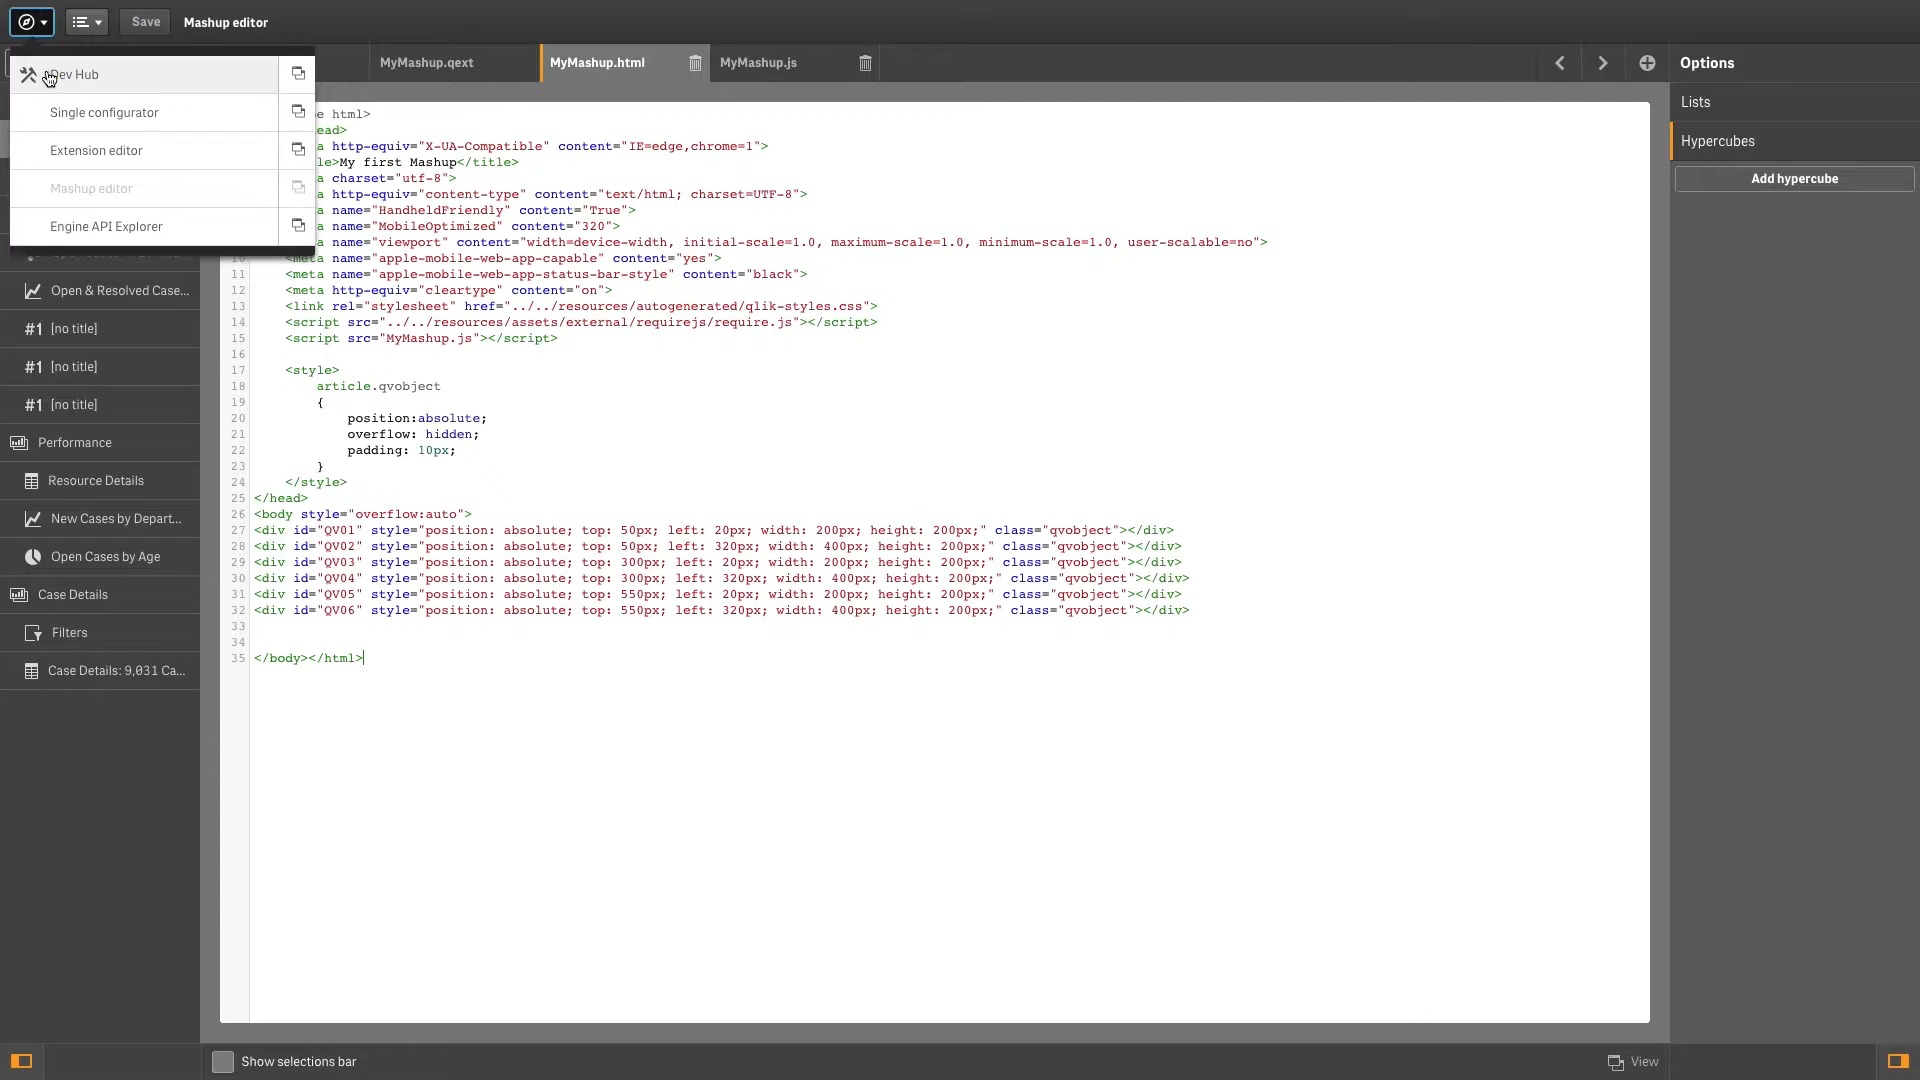 Save
Mashup editor
Dev Hub
Single configurator
Extension editor
Mashup editor
Engine API Explorer
Open & Resolved Case...
#1 [no title]
#1 [no title]
#1 [no title]
Performance
Resource Details
New Cases by Depart...
Open Cases by Age
Case Details
Filters
Case Details: 9,031 Ca...
MyMashup.qext
MyMashup.html
MyMashup.js
html>
ead>
a http-equiv="X-UA-Compatible" content="IE=edge,chrome=1">
le>My first Mashup</title>
a charset="utf-8">
a http-equiv="content-type" content="text/html; charset=UTF-8">
a name="HandheldFriendly" content="True">
a name="MobileOptimized" content="320">
a name="viewport" content="width=device-width, initial-scale=1.0, maximum-scale=1.0, minimum-scale=1.0, user-scalable=no">
10 <meta name="apple-mobile-web-app-capable" content="yes">
11 <meta name="apple-mobile-web-app-status-bar-style" content="black">
12 <meta http-equiv="cleartype" content="on">
13 <link rel="stylesheet" href="../../resources/autogenerated/qlik-styles.css">
14 <script src="../../resources/assets/external/requirejs/require.js"></script>
15 <script src="MyMashup.js"></script>
16
17 <style>
18 article.qvobject
19 {
20 position:absolute;
21 overflow: hidden;
22 padding: 10px;
23 }
24 </style>
25 </head>
26 <body style="overflow:auto">
27 <div id="QV01" style="position: absolute; top: 50px; left: 20px; width: 200px; height: 200px;" class="qvobject"></div>
28 <div id="QV02" style="position: absolute; top: 50px; left: 320px; width: 400px; height: 200px;" class="qvobject"></div>
29 <div id="QV03" style="position: absolute; top: 300px; left: 20px; width: 200px; height: 200px;" class="qvobject"></div>
30 <div id="QV04" style="position: absolute; top: 300px; left: 320px; width: 400px; height: 200px;" class="qvobject"></div>
31 <div id="QV05" style="position: absolute; top: 550px; left: 20px; width: 200px; height: 200px;" class="qvobject"></div>
32 <div id="QV06" style="position: absolute; top: 550px; left: 320px; width: 400px; height: 200px;" class="qvobject"></div>
33
34
35 </body></html>
Options
Lists
Hypercubes
Add hypercube
Show selections bar
View